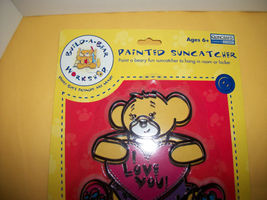 BUILD-A-BEAR
WORKSHOP
PAINTED SUNCATCHER
Ages 6+
Paint a beary fun suncatcher to hang in room or locker
I
Love
You!